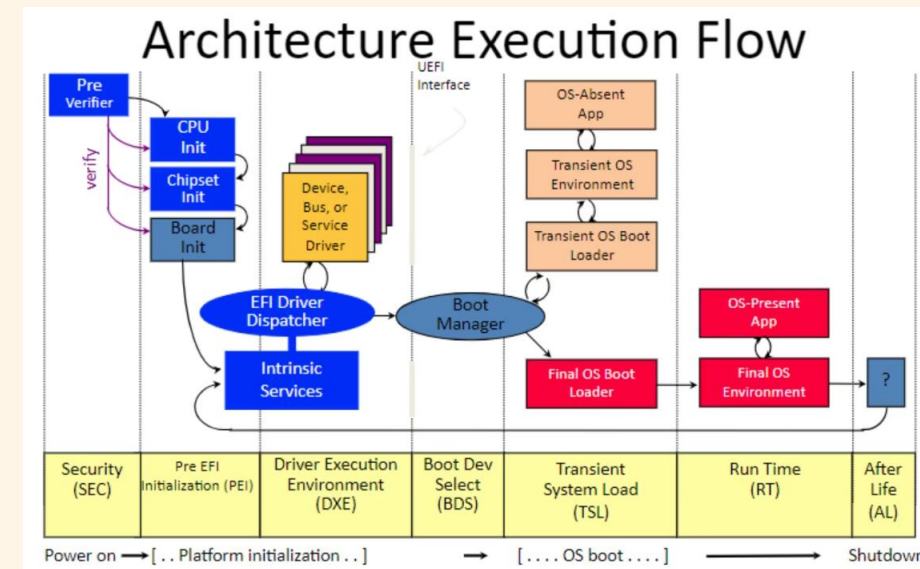 Architecture Execution Flow
UEFI
Interface
Pre
Verifier
verify
CPU
Init
Chipset
Init
Board
Init
Device,
Bus, or
Service
Driver
EFI Driver
Dispatcher
Intrinsic
Services
Boot
Manager
OS-Absent
App
Transient OS
Environment
Transient OS Boot
Loader
Final OS Boot
Loader
OS-Present
App
Final OS
Environment
?
Security
(SEC)
Pre EFI
Initialization (PEI)
Driver Execution
Environment
(DXE)
Boot Dev
Select
(BDS)
Transient
System Load
(TSL)
Run Time
(RT)
After
Life
(AL)
Power on [ . . Platform initialization . . ] [ . . . . OS boot . . . . ] Shutdown